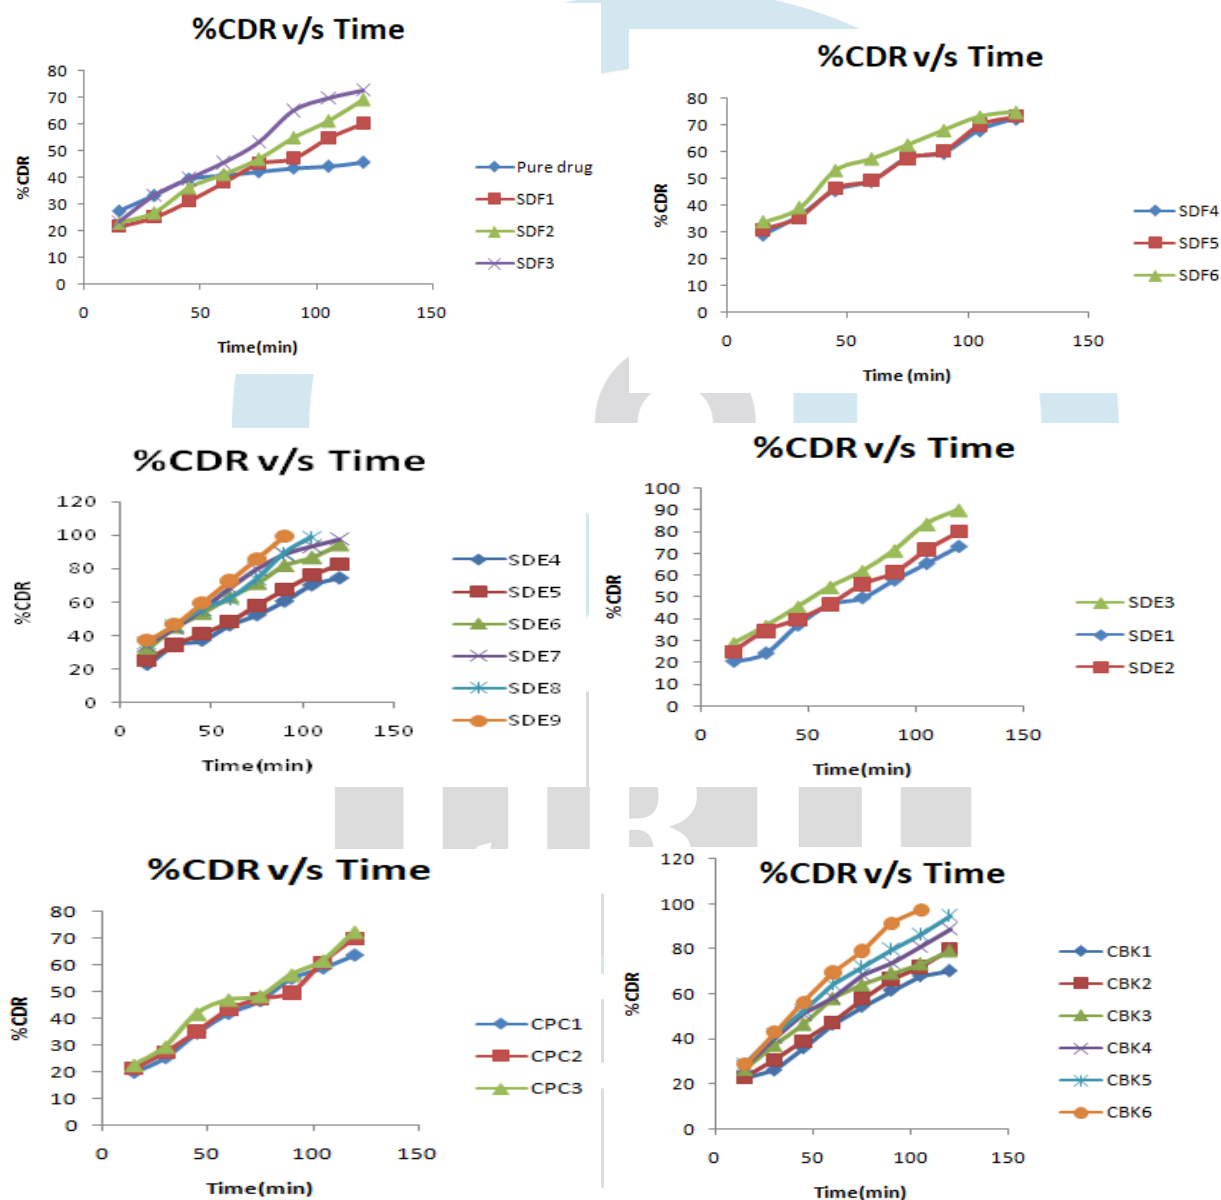 %CDR v/s Time
80
70
60
50
40
30
20
10
0
%CDR
0 50 100 150
Time(min)
Pure drug
SDF1
SDF2
SDF3
%CDR v/s Time
80
70
60
50
40
30
20
10
0
%CDR
0 50 100 150
Time (min)
SDF4
SDF5
SDF6
%CDR v/s Time
120
100
80
60
40
20
0
%CDR
0 50 100 150
Time(min)
SDE4
SDE5
SDE6
SDE7
SDE8
SDE9
%CDR v/s Time
100
90
80
70
60
50
40
30
20
10
0
%CDR
0 50 100 150
Time(min)
SDE3
SDE1
SDE2
%CDR v/s Time
80
70
60
50
40
30
20
10
0
%CDR
0 50 100 150
Time(min)
CPC1
CPC2
CPC3
%CDR v/s Time
120
100
80
60
40
20
0
%CDR
0 50 100 150
Time(min)
CBK1
CBK2
CBK3
CBK4
CBK5
CBK6